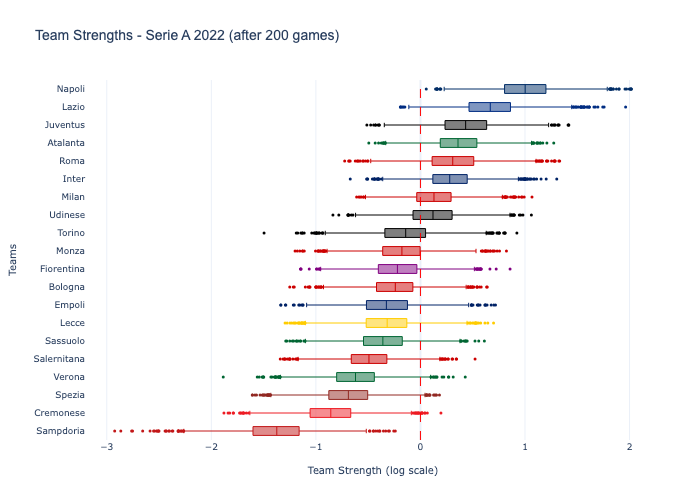 Team Strengths - Serie A 2022 (after 200 games)
Napoli
Lazio
Juventus
Atalanta
Roma
Inter
Milan
Udinese
Torino
Monza
Fiorentina
Bologna
Empoli
Lecce
Sassuolo
Salernitana
Verona
Spezia
Cremonese
Sampdoria
Teams
−3 −2 −1 0 1 2
Team Strength (log scale)